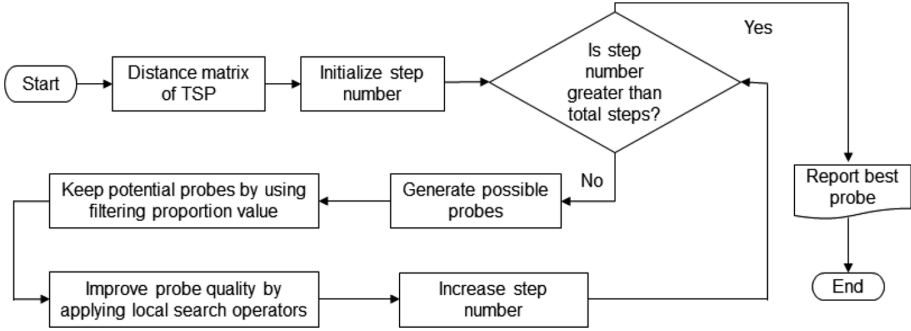 Start
Distance matrix
of TSP
Initialize step
number
Is step
number
greater than
total steps?
Yes
No
Generate possible
probes
Keep potential probes by using
filtering proportion value
Improve probe quality by
applying local search operators
Increase step
number
Report best
probe
End